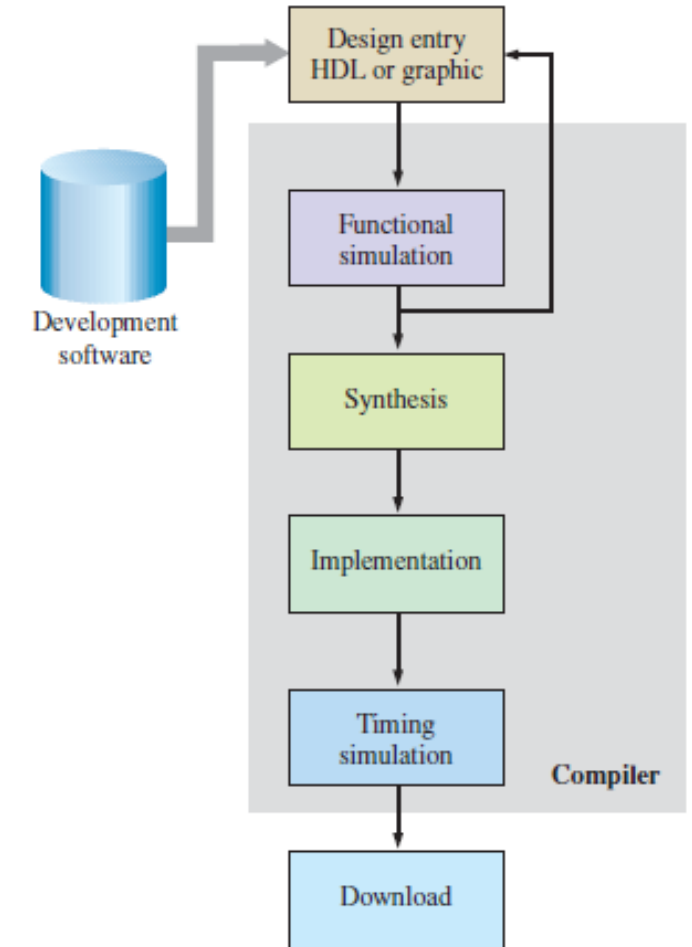 Design entry
HDL or graphic
Functional
simulation
Development
software
Synthesis
Implementation
Timing
simulation
Compiler
Download